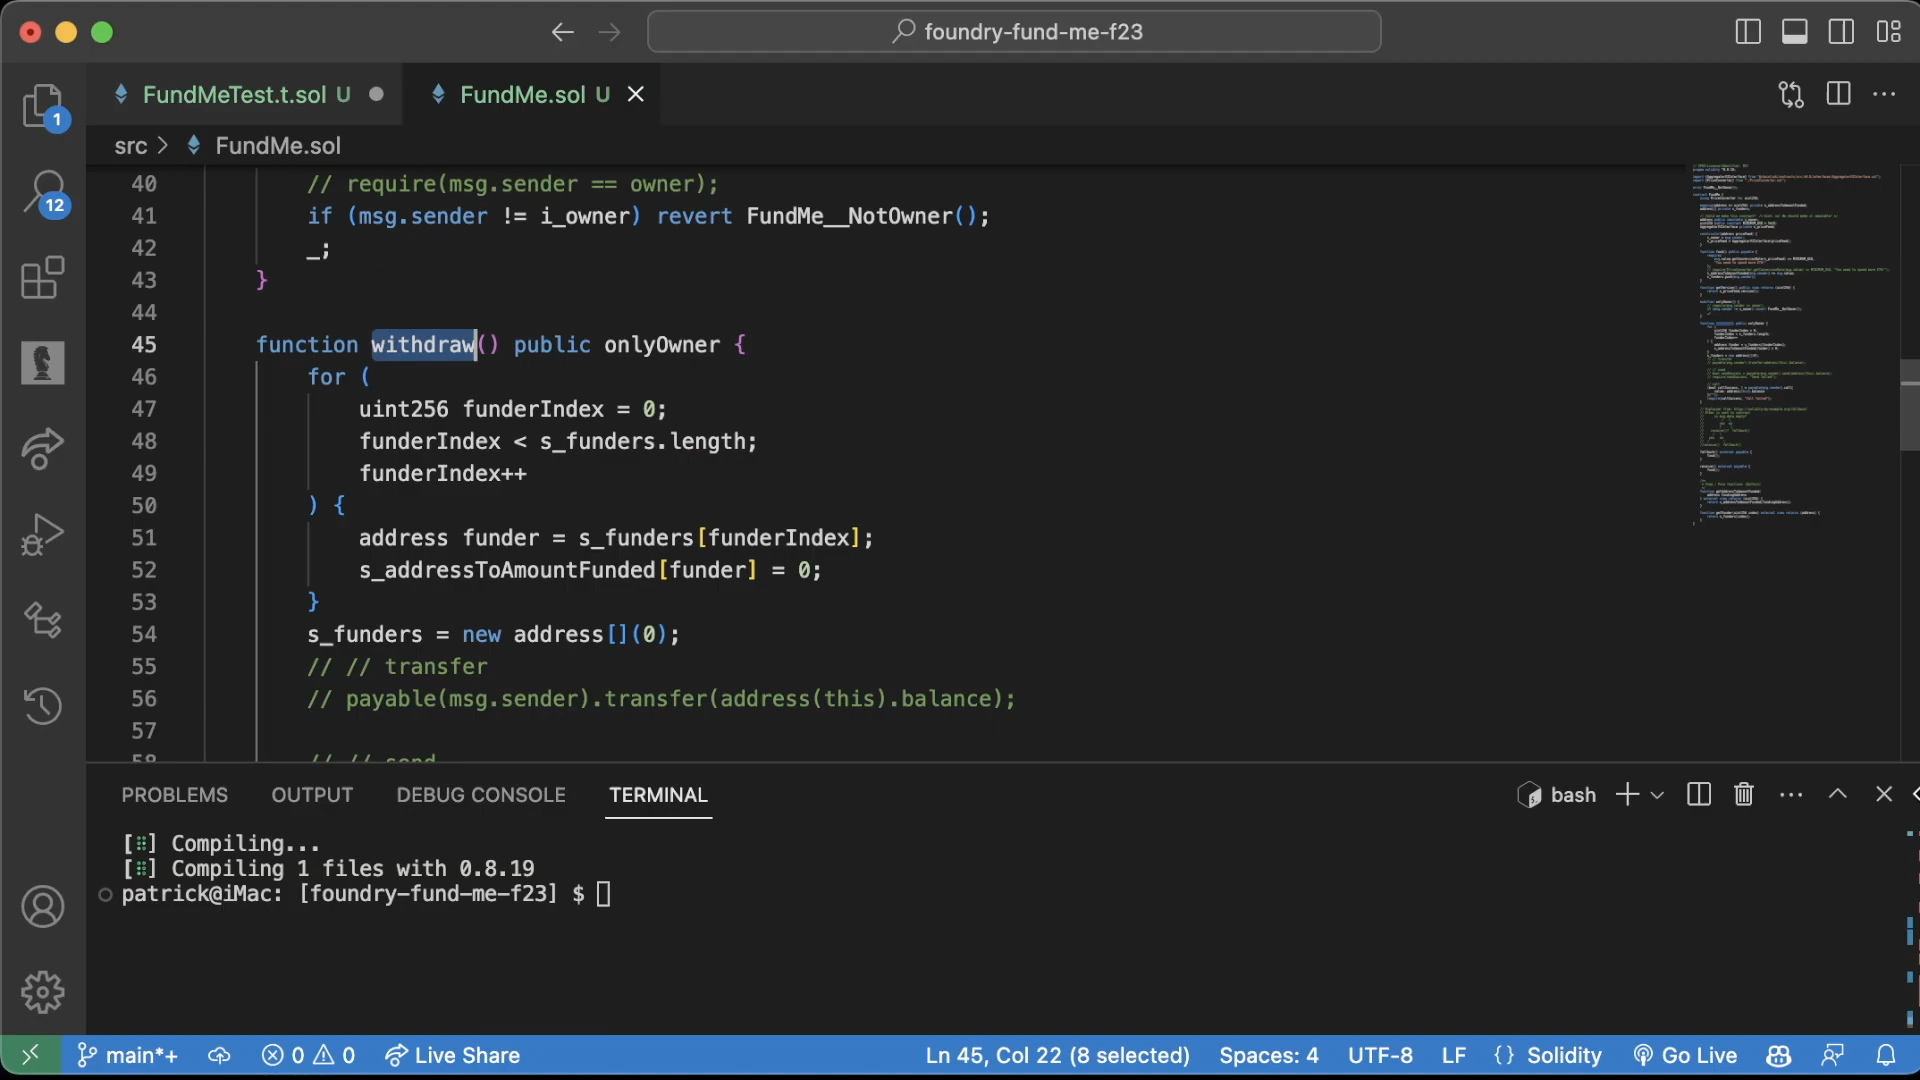 foundry-fund-me-f23
FundMeTest.t.sol U
FundMe.sol U
1
src > FundMe.sol
12
40 // require(msg.sender == owner);
41 if (msg.sender != i_owner) revert FundMe__NotOwner();
42 _;
43 }
44
45 function withdraw() public onlyOwner {
46 for (
47 uint256 funderIndex = 0;
48 funderIndex < s_funders.length;
49 funderIndex++
50 ) {
51 address funder = s_funders[funderIndex];
52 s_addressToAmountFunded[funder] = 0;
53 }
54 s_funders = new address[](0);
55 // // transfer
56 // payable(msg.sender).transfer(address(this).balance);
57
58 // // send
PROBLEMS OUTPUT DEBUG CONSOLE TERMINAL bash
[⠿] Compiling...
[⠿] Compiling 1 files with 0.8.19
patrick@iMac: [foundry-fund-me-f23] $
main*+ 0 0 Live Share Ln 45, Col 22 (8 selected) Spaces: 4 UTF-8 LF {} Solidity Go Live